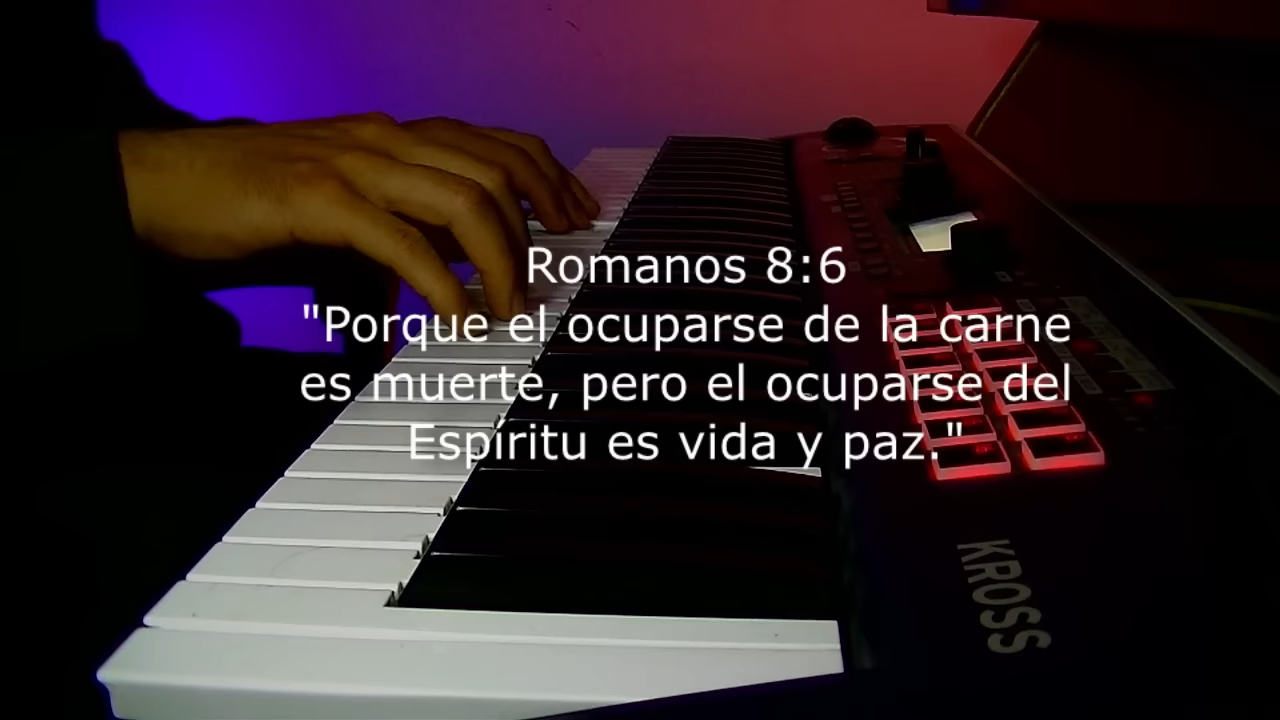 Romanos 8:6
"Porque el ocuparse de la carne
es muerte, pero el ocuparse del
Espíritu es vida y paz."
KROSS